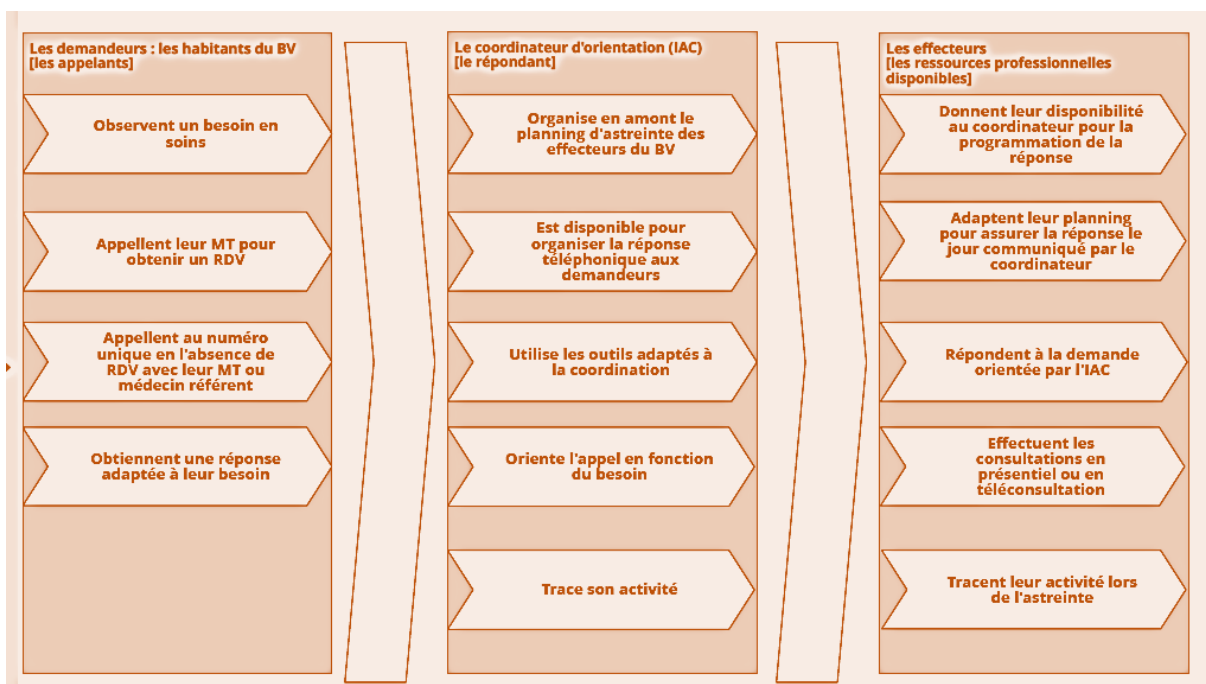 Les demandeurs : les habitants du BV
[les appelants]
Observent un besoin en
soins
Appellent leur MT pour
obtenir un RDV
Appellent au numéro
unique en l'absence de
RDV avec leur MT ou
médecin référent
Obtiennent une réponse
adaptée à leur besoin
Le coordinateur d'orientation (IAC)
[le répondant]
Organise en amont le
planning d'astreinte des
effecteurs du BV
Est disponible pour
organiser la réponse
téléphonique aux
demandeurs
Utilise les outils adaptés à
la coordination
Oriente l'appel en fonction
du besoin
Trace son activité
Les effecteurs
[les ressources professionnelles
disponibles]
Donnent leur disponibilité
au coordinateur pour la
programmation de la
réponse
Adaptent leur planning
pour assurer la réponse le
jour communiqué par le
coordinateur
Répondent à la demande
orientée par l'IAC
Effectuent les
consultations en
présentiel ou en
téléconsultation
Tracent leur activité lors
de l'astreinte